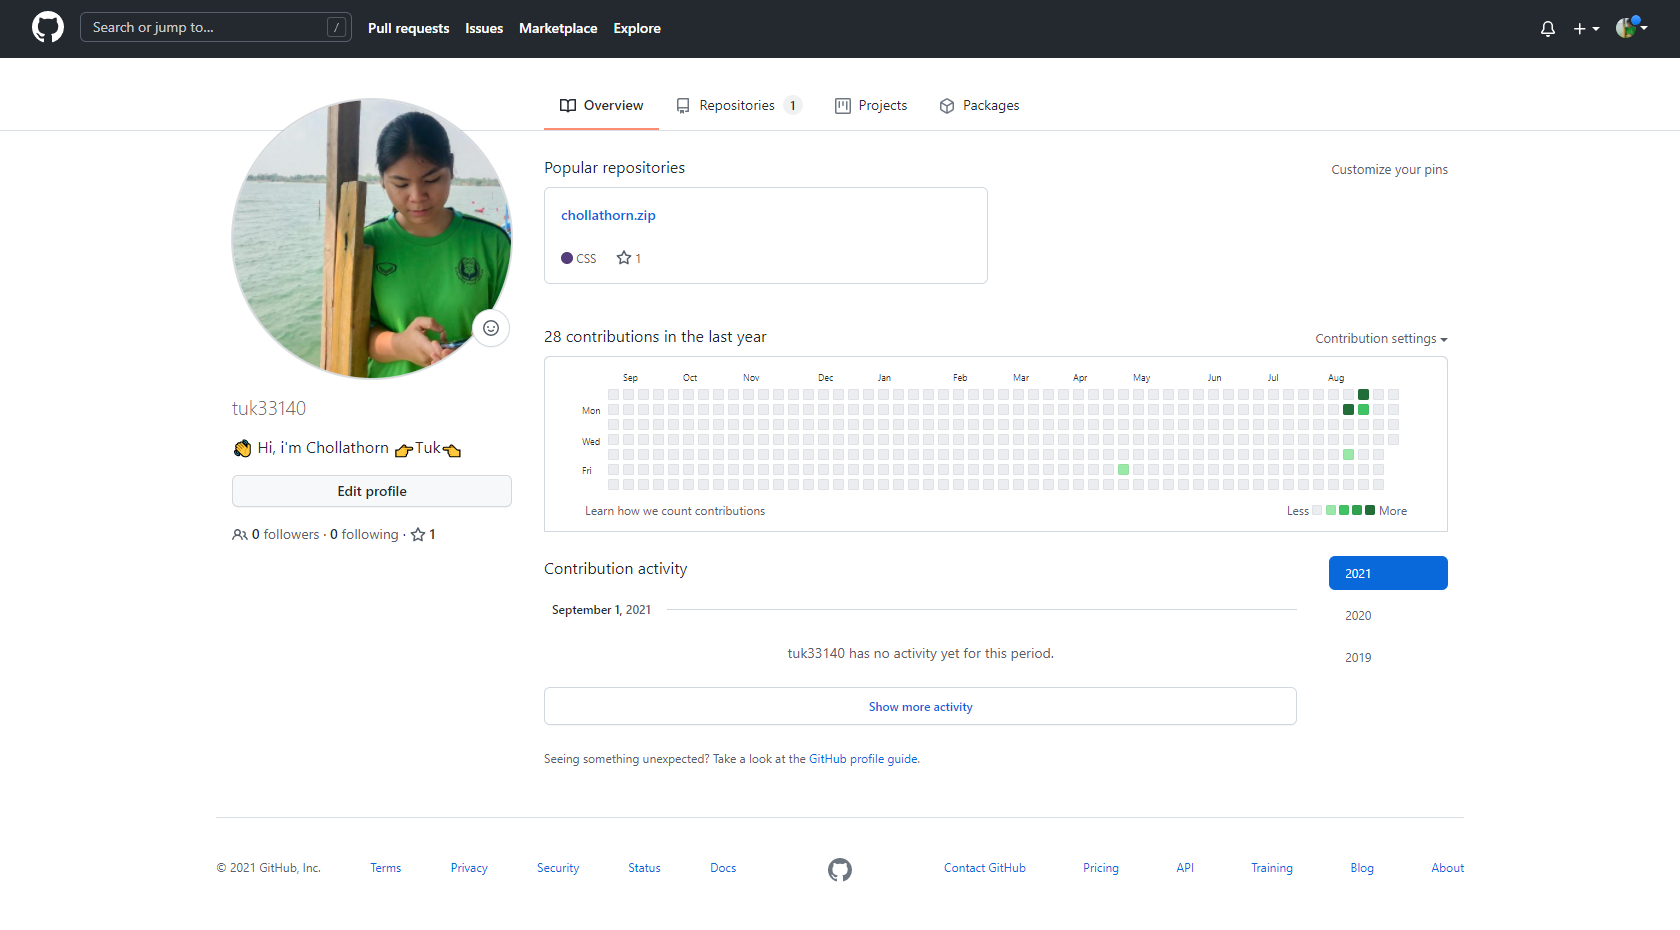 Search or jump to... /
Pull requests Issues Marketplace Explore
Overview Repositories 1 Projects Packages
Popular repositories
Customize your pins
chollathorn.zip
CSS 1
28 contributions in the last year
Contribution settings
Sep Oct Nov Dec Jan Feb Mar Apr May Jun Jul Aug
Mon
Wed
Fri
Learn how we count contributions
Less More
tuk33140
👋 Hi, i'm Chollathorn 👉Tuk👈
Edit profile
0 followers · 0 following · 1
Contribution activity
2021
2020
2019
September 1, 2021
tuk33140 has no activity yet for this period.
Show more activity
Seeing something unexpected? Take a look at the GitHub profile guide.
© 2021 GitHub, Inc. Terms Privacy Security Status Docs Contact GitHub Pricing API Training Blog About